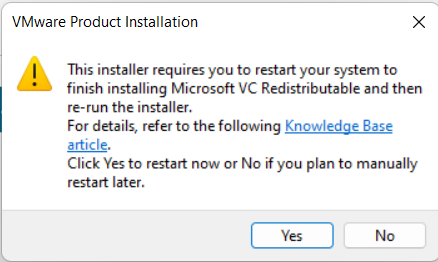 VMware Product Installation
This installer requires you to restart your system to
finish installing Microsoft VC Redistributable and then
re-run the installer.
For details, refer to the following Knowledge Base
article.
Click Yes to restart now or No if you plan to manually
restart later.
Yes
No